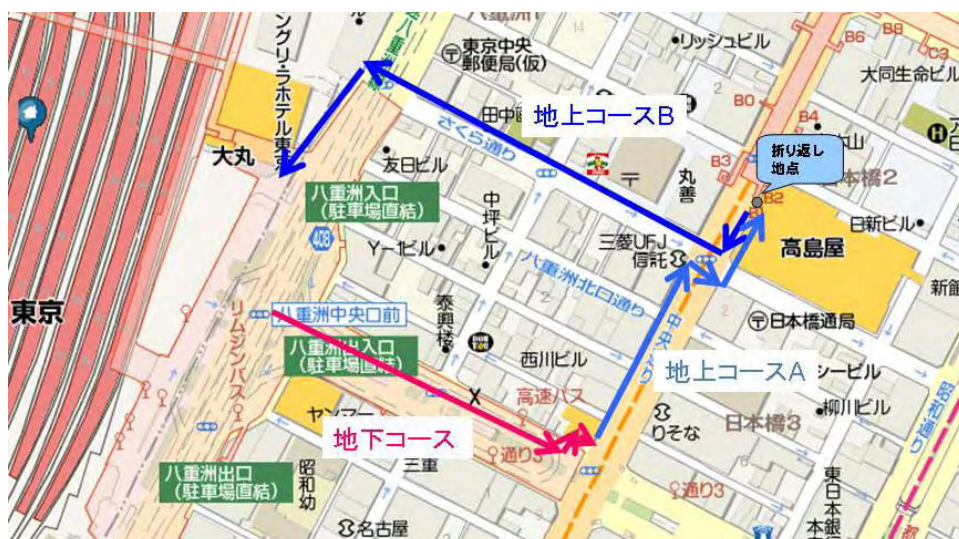 東京中央
郵便局(仮)
リッシュビル
B6
B8
C3
大同生命ビル
B0
B4
B3
日本橋2
B2
折り返し
地点
地上コースB
さくら通り
大丸
友日ビル
八重洲入口
(駐車場直結)
408
Y-1ビル
中坪ビル
丸善
三菱UFJ
信託
高島屋
日新ビル
八重洲北口通り
東京
リムジンバス
八重洲中央口前
八重洲出入口
(駐車場直結)
泰興楼
西川ビル
日本橋通局
地上コースA
シービル
柳川ビル
昭和通り
高速バス
X
ヤンマー
地下コース
りそな
日本橋3
通り3
通り3
八重洲出口
(駐車場直結)
昭和幼
三重
名古屋
東日本銀